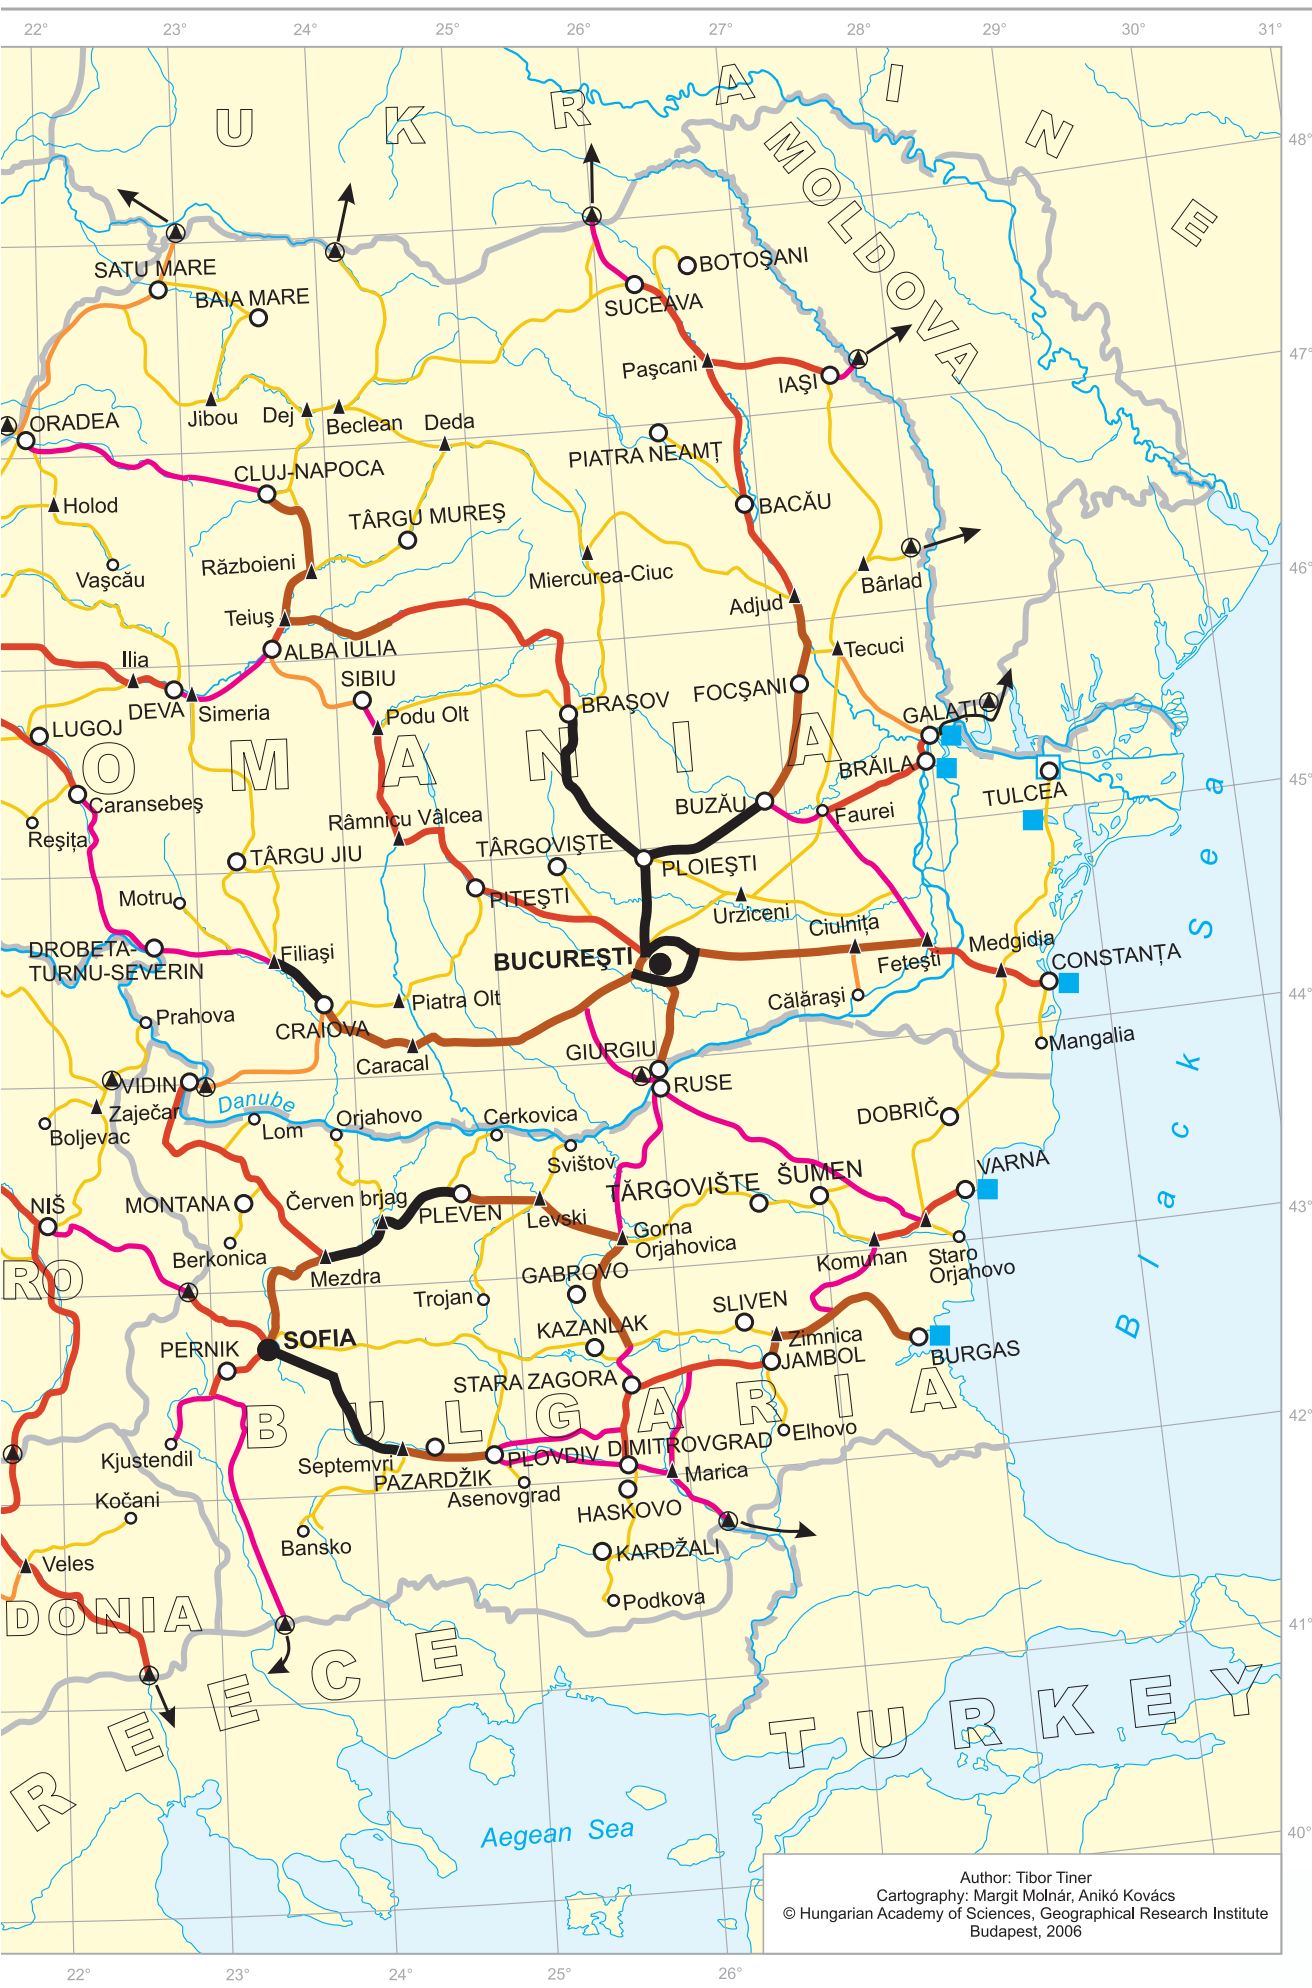 22° 23° 24° 25° 26° 27° 28° 29° 30° 31°
U K R A I N E
48°
MOLDOVA
SATU MARE
BAIA MARE
BOTOŞANI
SUCEAVA
47°
Paşcani
IAŞI
Jibou
Dej
Beclean
Deda
ORADEA
PIATRA NEAMŢ
CLUJ-NAPOCA
Holod
TÂRGU MUREŞ
BACĂU
Vaşcău
Războieni
Miercurea-Ciuc
Bârlad
46°
Adjud
Teiuş
ALBA IULIA
Tecuci
Ilia
SIBIU
FOCŞANI
DEVA
Simeria
Podu Olt
BRAŞOV
GALAŢI
LUGOJ
O M A N I A
BRĂILA
45°
TULCEA
Caransebeş
BUZĂU
Faurei
Reşiţa
Râmnicu Vâlcea
TÂRGOVIŞTE
TÂRGU JIU
PLOIEŞTI
Motru
PITEŞTI
Urziceni
Ciulniţa
DROBETA-
TURNU-SEVERIN
Filiaşi
BUCUREŞTI
Feteşti
Medgidia
CONSTANŢA
44°
Piatra Olt
Călăraşi
Prahova
CRAIOVA
Caracal
GIURGIU
Mangalia
Black Sea
VIDIN
RUSE
Zaječar
Danube
Boljevac
Lom
Orjahovo
Cerkovica
DOBRIČ
Svištov
VARNA
NIŠ
MONTANA
Červen brjag
PLEVEN
Levski
TĂRGOVIŠTE
ŠUMEN
43°
Berkonica
Gorna
Orjahovica
Komunan
Staro
Orjahovo
RO
Mezdra
GABROVO
Trojan
SLIVEN
SOFIA
KAZANLAK
Zimnica
PERNIK
JAMBOL
BURGAS
STARA ZAGORA
B U L G A R I A
42°
Elhovo
Kjustendil
Septemvri
PLOVDIV
DIMITROVGRAD
PAZARDŽIK
Marica
Asenovgrad
Kočani
HASKOVO
Bansko
KARDŽALI
Veles
Podkova
DONIA
41°
R E E C E
T U R K E Y
Aegean Sea
40°
Author: Tibor Tiner
Cartography: Margit Molnár, Anikó Kovács
© Hungarian Academy of Sciences, Geographical Research Institute
Budapest, 2006
22° 23° 24° 25° 26°